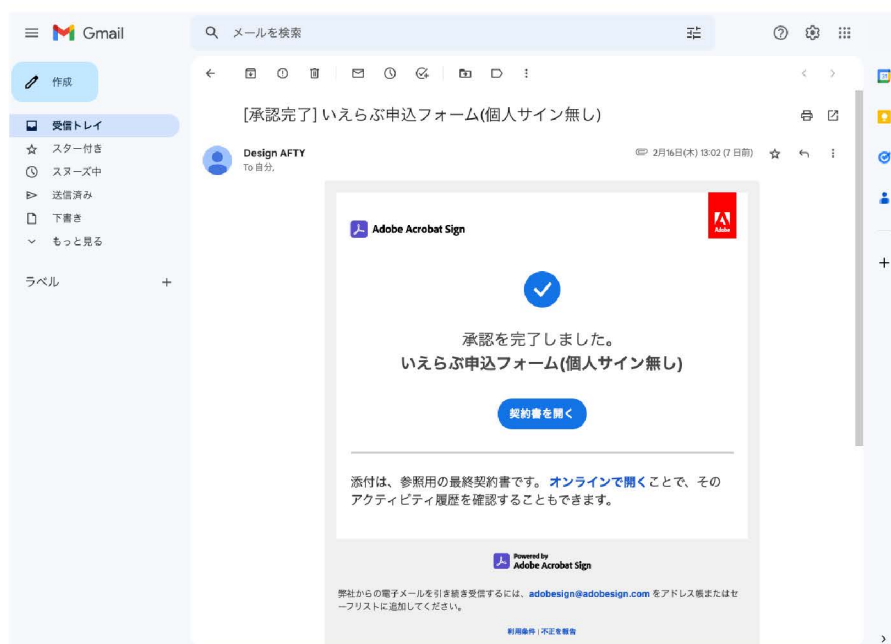 Gmail
メールを検索
作成
受信トレイ
スター付き
スヌーズ中
送信済み
下書き
もっと見る
ラベル
[承認完了] いえらぶ申込フォーム(個人サイン無し)
Design AFTY
To 自分,
2月16日(木) 13:02 (7 日前)
Adobe Acrobat Sign
Adobe
承認を完了しました。
いえらぶ申込フォーム(個人サイン無し)
契約書を開く
添付は、参照用の最終契約書です。 オンラインで開くことで、その
アクティビティ履歴を確認することもできます。
Powered by
Adobe Acrobat Sign
弊社からの電子メールを引き続き受信するには、adobesign@adobesign.com をアドレス帳またはセ
ーフリストに追加してください。
利用条件 | 不正を報告